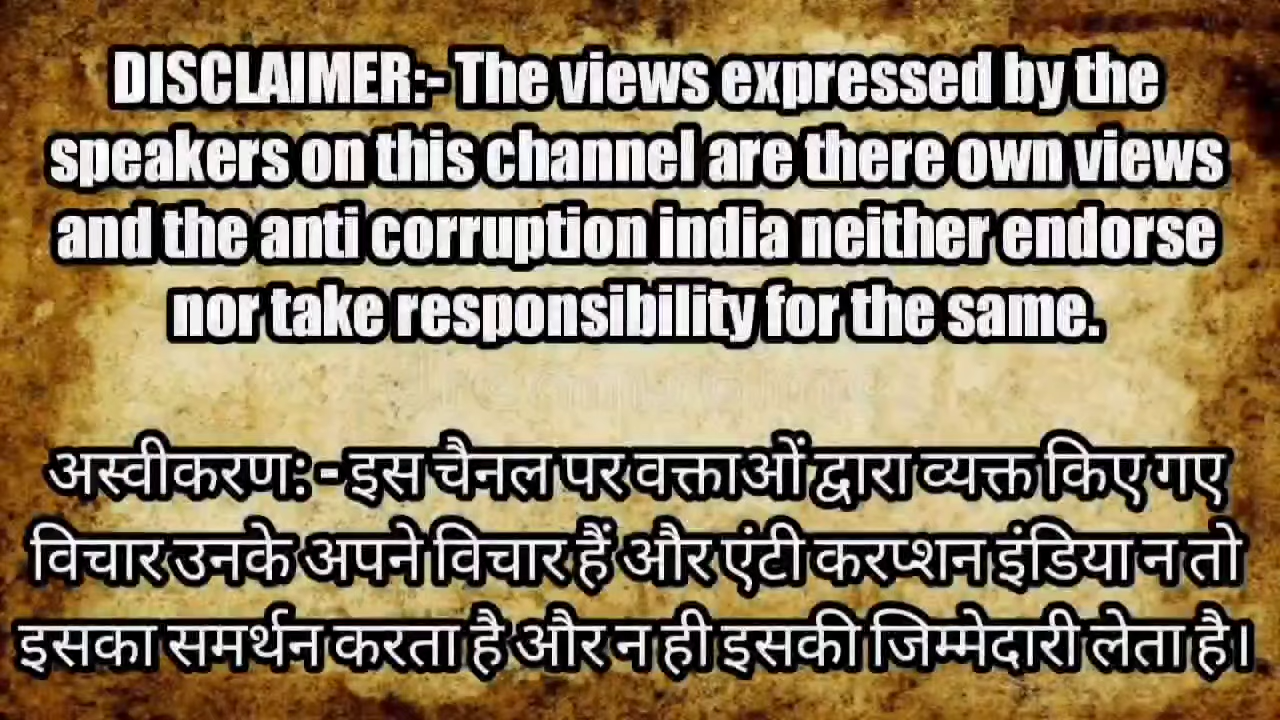 DISCLAIMER:- The views expressed by the
speakers on this channel are there own views
and the anti corruption india neither endorse
nor take responsibility for the same.
dreamstime
अस्वीकरण: - इस चैनल पर वक्ताओं द्वारा व्यक्त किए गए
विचार उनके अपने विचार हैं और एंटी करप्शन इंडिया न तो
इसका समर्थन करता है और न ही इसकी जिम्मेदारी लेता है।